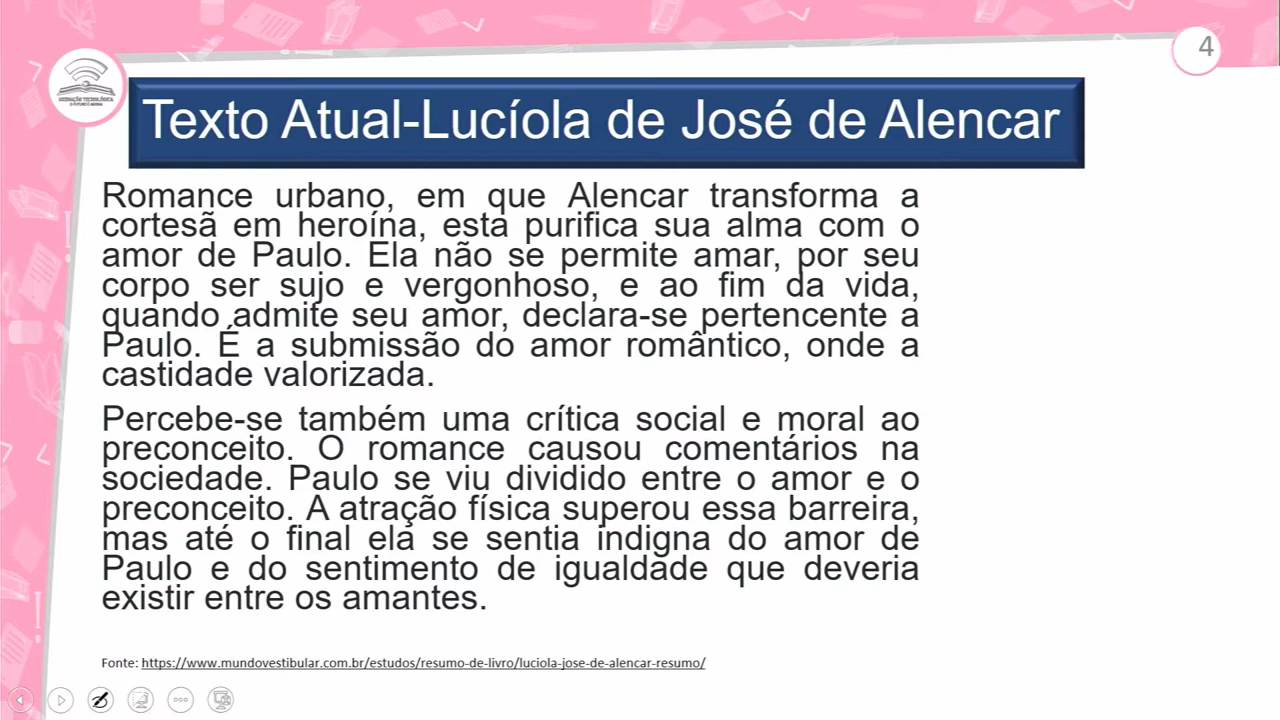 4
MEDIAÇÃO TECNOLÓGICA
O FUTURO É AGORA
Texto Atual-Lucíola de José de Alencar
Romance urbano, em que Alencar transforma a
cortesã em heroína, esta purifica sua alma com o
amor de Paulo. Ela não se permite amar, por seu
corpo ser sujo e vergonhoso, e ao fim da vida,
quando admite seu amor, declara-se pertencente a
Paulo. É a submissão do amor romântico, onde a
castidade valorizada.
Percebe-se também uma crítica social e moral ao
preconceito. O romance causou comentários na
sociedade. Paulo se viu dividido entre o amor e o
preconceito. A atração física superou essa barreira,
mas até o final ela se sentia indigna do amor de
Paulo e do sentimento de igualdade que deveria
existir entre os amantes.
Fonte: https://www.mundovestibular.com.br/estudos/resumo-de-livro/luciola-jose-de-alencar-resumo/